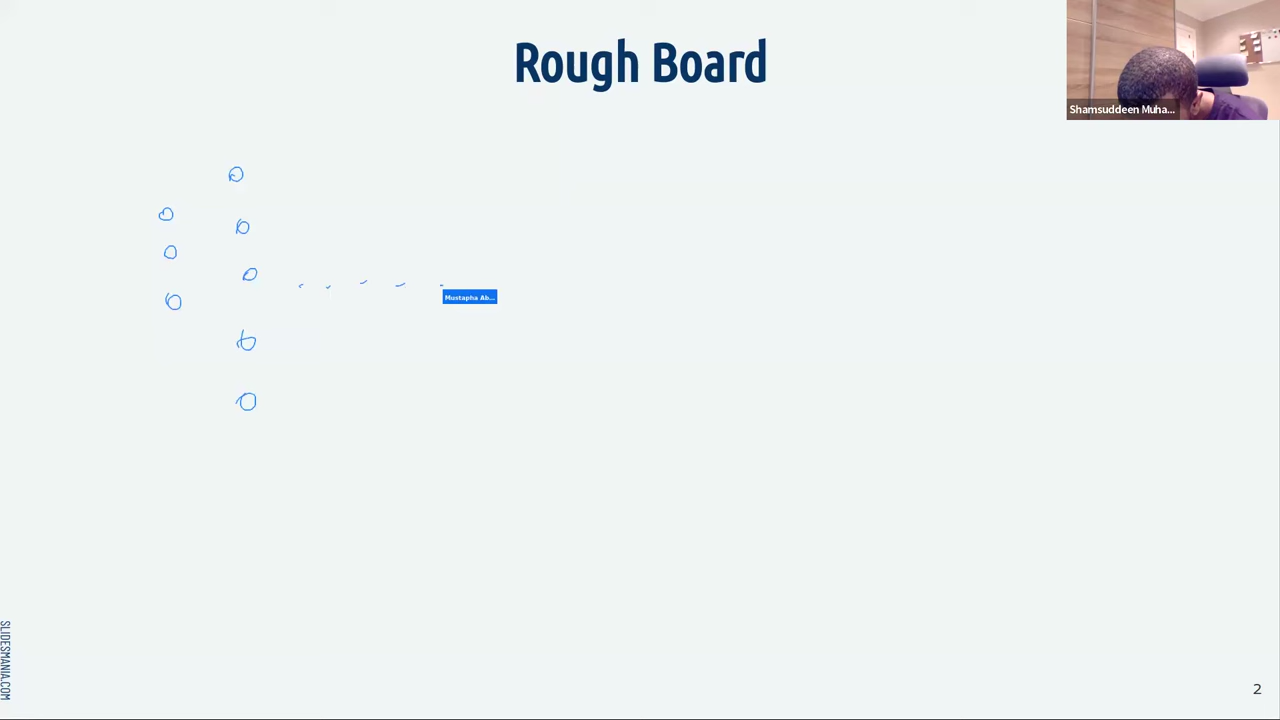 Rough Board
Shamsuddeen Muha...
Mustapha Ab...
SLIDESMANIA.COM
2